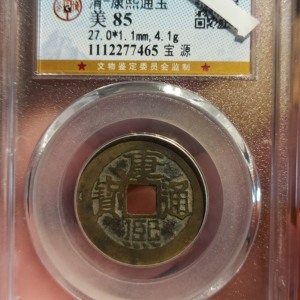 清-康熙通宝
美 85
27.0*1.1mm, 4.1g
1112277465 宝 源
★文物鉴定委员会监制★
康熙通寶